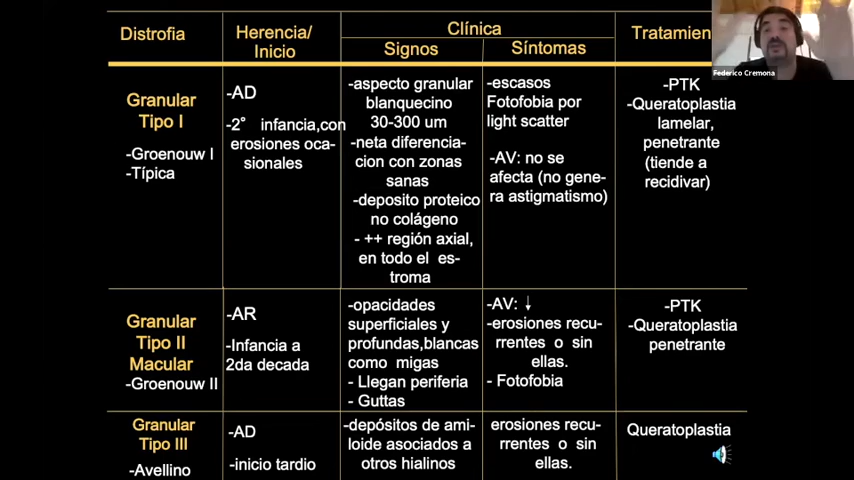 Distrofia
Herencia/
Inicio
Clínica
Signos
Síntomas
Tratamien
Federico Cremona
Granular
Tipo I
-Groenouw I
-Típica
-AD
-2° infancia,con
erosiones oca-
sionales
-aspecto granular
blanquecino
30-300 um
-neta diferencia-
cion con zonas
sanas
-deposito proteico
no colágeno
- ++ región axial,
en todo el es-
troma
-escasos
Fotofobia por
light scatter
-AV: no se
afecta (no gene-
ra astigmatismo)
-PTK
-Queratoplastia
lamelar,
penetrante
(tiende a
recidivar)
Granular
Tipo II
Macular
-Groenouw II
-AR
-Infancia a
2da decada
-opacidades
superficiales y
profundas,blancas
como migas
- Llegan periferia
- Guttas
-AV: ↓
-erosiones recu-
rrentes o sin
ellas.
- Fotofobia
-PTK
-Queratoplastia
penetrante
Granular
Tipo III
-Avellino
-AD
-inicio tardio
-depósitos de ami-
loide asociados a
otros hialinos
erosiones recu-
rrentes o sin
ellas.
Queratoplastia